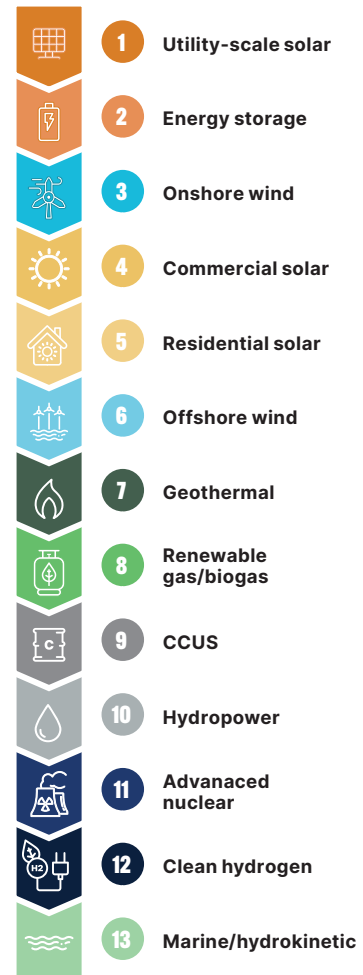 1 Utility-scale solar
2 Energy storage
3 Onshore wind
4 Commercial solar
5 Residential solar
6 Offshore wind
7 Geothermal
8 Renewable
gas/biogas
C
9 CCUS
10 Hydropower
11 Advanaced
nuclear
H2
12 Clean hydrogen
13 Marine/hydrokinetic